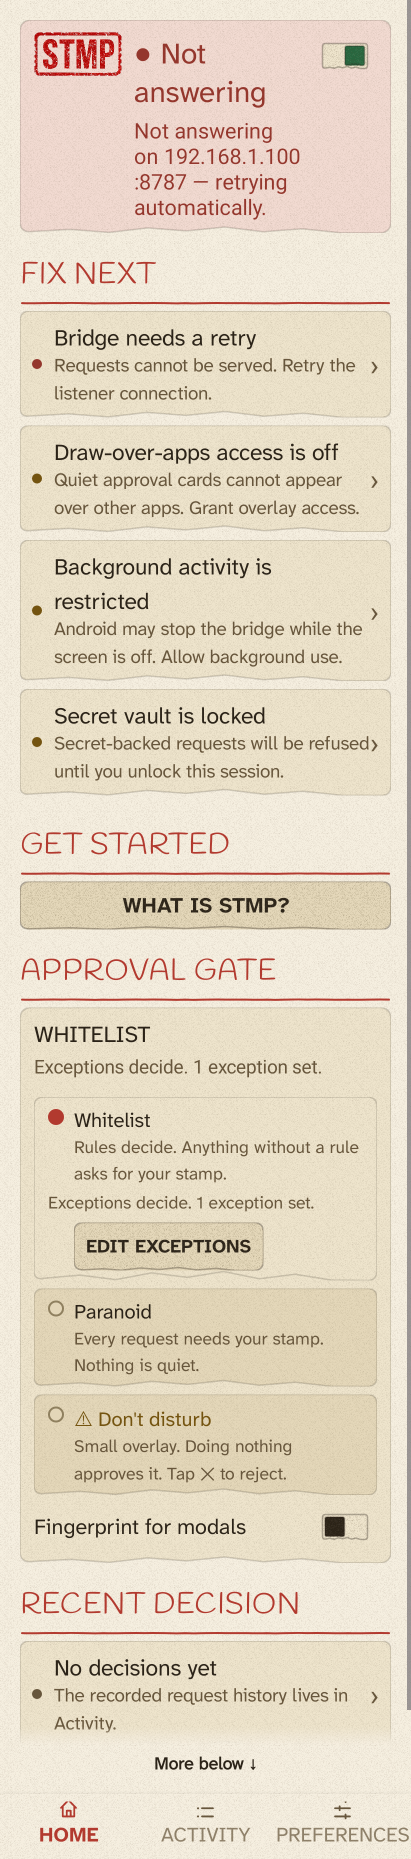 STMP
● Not
answering
Not answering
on 192.168.1.100
:8787 — retrying
automatically.
FIX NEXT
Bridge needs a retry
Requests cannot be served. Retry the
listener connection.
›
Draw-over-apps access is off
Quiet approval cards cannot appear
over other apps. Grant overlay access.
›
Background activity is
restricted
Android may stop the bridge while the
screen is off. Allow background use.
›
Secret vault is locked
Secret-backed requests will be refused
until you unlock this session.
›
GET STARTED
WHAT IS STMP?
APPROVAL GATE
WHITELIST
Exceptions decide. 1 exception set.
Whitelist
Rules decide. Anything without a rule
asks for your stamp.
Exceptions decide. 1 exception set.
EDIT EXCEPTIONS
Paranoid
Every request needs your stamp.
Nothing is quiet.
⚠ Don't disturb
Small overlay. Doing nothing
approves it. Tap ╳ to reject.
Fingerprint for modals
RECENT DECISION
No decisions yet
The recorded request history lives in
Activity.
›
More below ↓
HOME
ACTIVITY
PREFERENCES